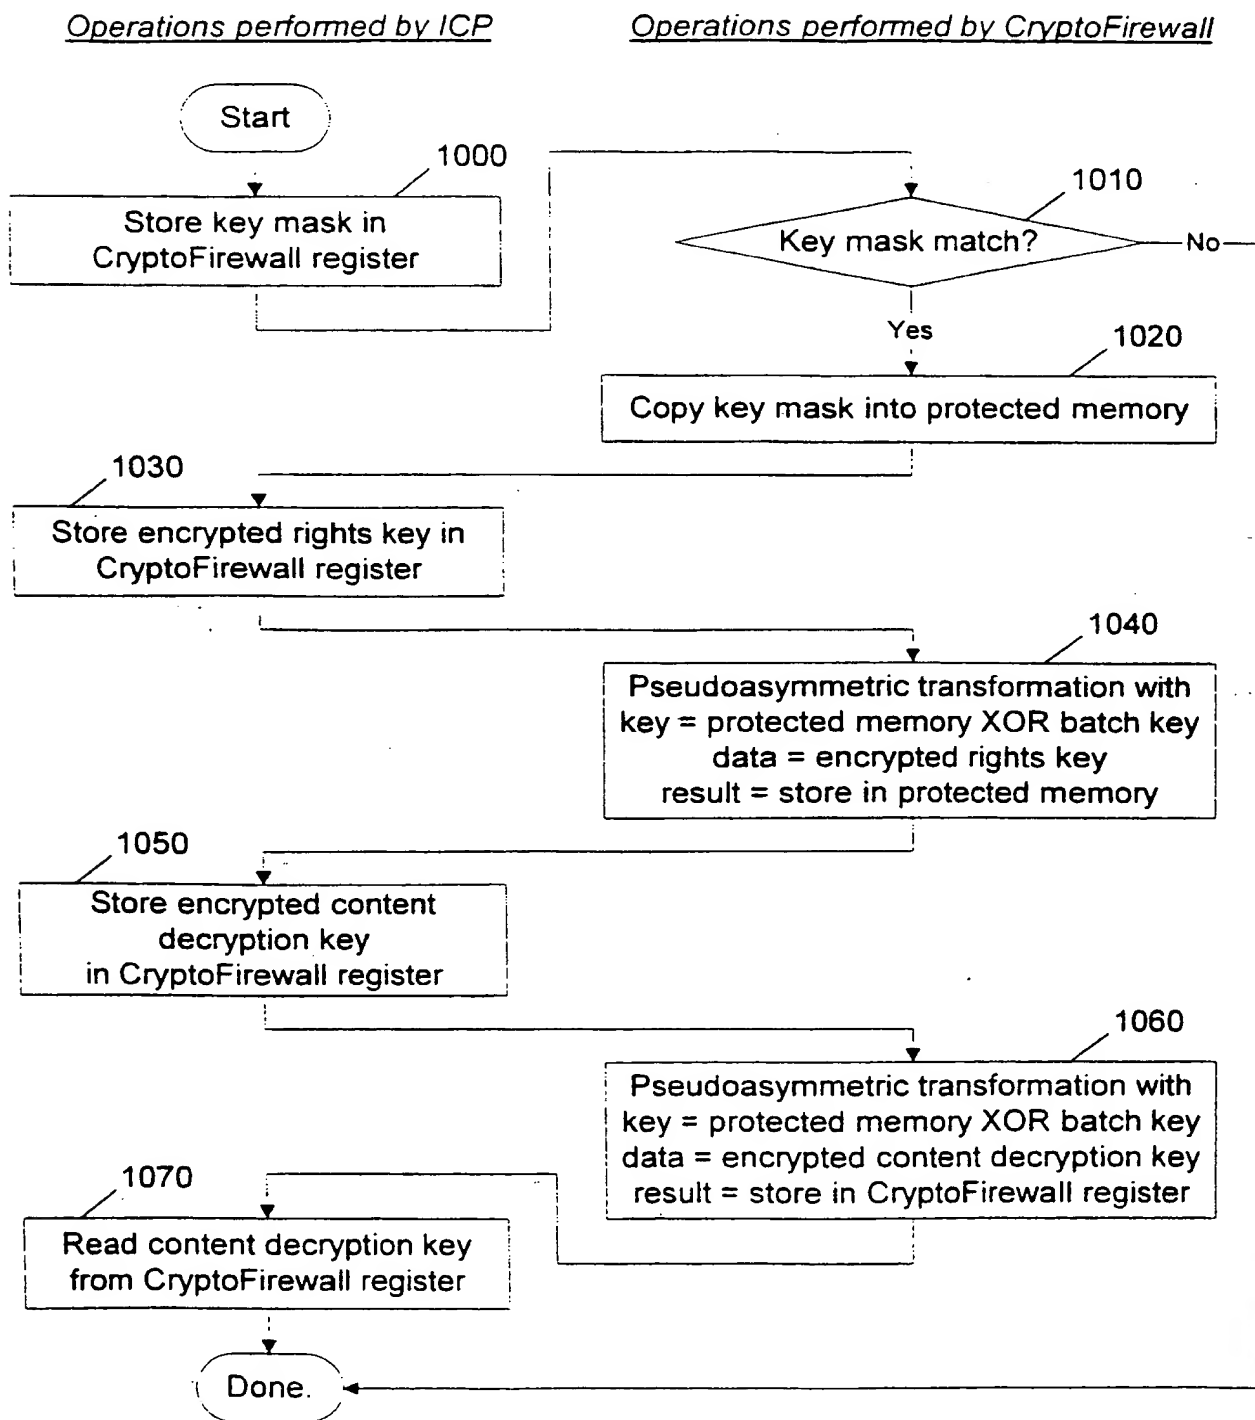 Operations performed by ICP
Operations performed by CryptoFirewall
Start
1000
Store key mask in
CryptoFirewall register
1010
Key mask match?
No
Yes
1020
Copy key mask into protected memory
1030
Store encrypted rights key in
CryptoFirewall register
1040
Pseudoasymmetric transformation with
key = protected memory XOR batch key
data = encrypted rights key
result = store in protected memory
1050
Store encrypted content
decryption key
in CryptoFirewall register
1060
Pseudoasymmetric transformation with
key = protected memory XOR batch key
data = encrypted content decryption key
result = store in CryptoFirewall register
1070
Read content decryption key
from CryptoFirewall register
Done.